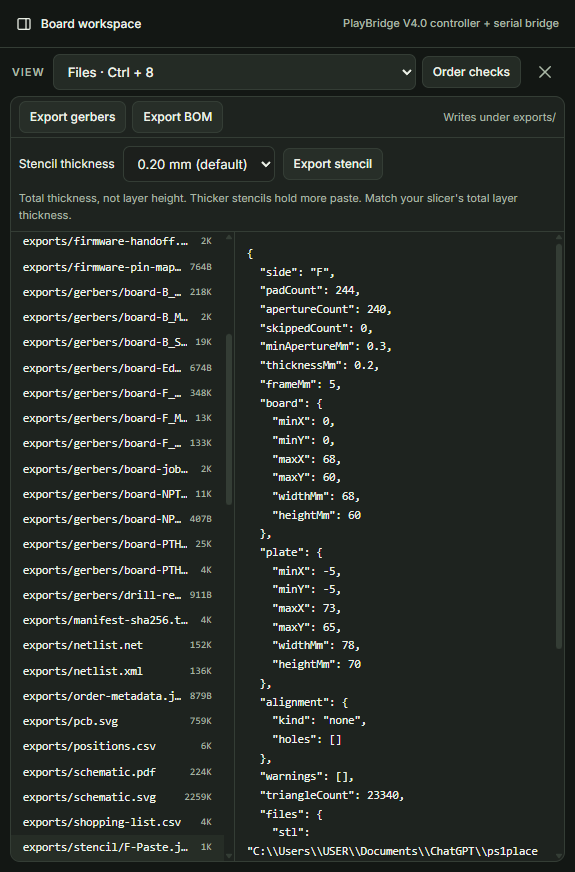 Board workspace
PlayBridge V4.0 controller + serial bridge
VIEW
Files · Ctrl + 8
Order checks
Export gerbers
Export BOM
Writes under exports/
Stencil thickness
0.20 mm (default)
Export stencil
Total thickness, not layer height. Thicker stencils hold more paste. Match your slicer's total layer
thickness.
exports/firmware-handoff.… 2K
exports/firmware-pin-map… 764B
exports/gerbers/board-B_… 218K
exports/gerbers/board-B_M… 2K
exports/gerbers/board-B_S… 19K
exports/gerbers/board-Ed… 674B
exports/gerbers/board-F_… 348K
exports/gerbers/board-F_M… 13K
exports/gerbers/board-F_… 133K
exports/gerbers/board-job… 2K
exports/gerbers/board-NPT… 11K
exports/gerbers/board-NP… 407B
exports/gerbers/board-PTH… 25K
exports/gerbers/board-PTH… 4K
exports/gerbers/drill-re… 911B
exports/manifest-sha256.t… 4K
exports/netlist.net 152K
exports/netlist.xml 136K
exports/order-metadata.j… 879B
exports/pcb.svg 759K
exports/positions.csv 6K
exports/schematic.pdf 224K
exports/schematic.svg 2259K
exports/shopping-list.csv 4K
exports/stencil/F-Paste.j… 1K
{
"side": "F",
"padCount": 244,
"apertureCount": 240,
"skippedCount": 0,
"minApertureMm": 0.3,
"thicknessMm": 0.2,
"frameMm": 5,
"board": {
"minX": 0,
"minY": 0,
"maxX": 68,
"maxY": 60,
"widthMm": 68,
"heightMm": 60
},
"plate": {
"minX": -5,
"minY": -5,
"maxX": 73,
"maxY": 65,
"widthMm": 78,
"heightMm": 70
},
"alignment": {
"kind": "none",
"holes": []
},
"warnings": [],
"triangleCount": 23340,
"files": {
"stl":
"C:\\Users\\USER\\Documents\\ChatGPT\\ps1place